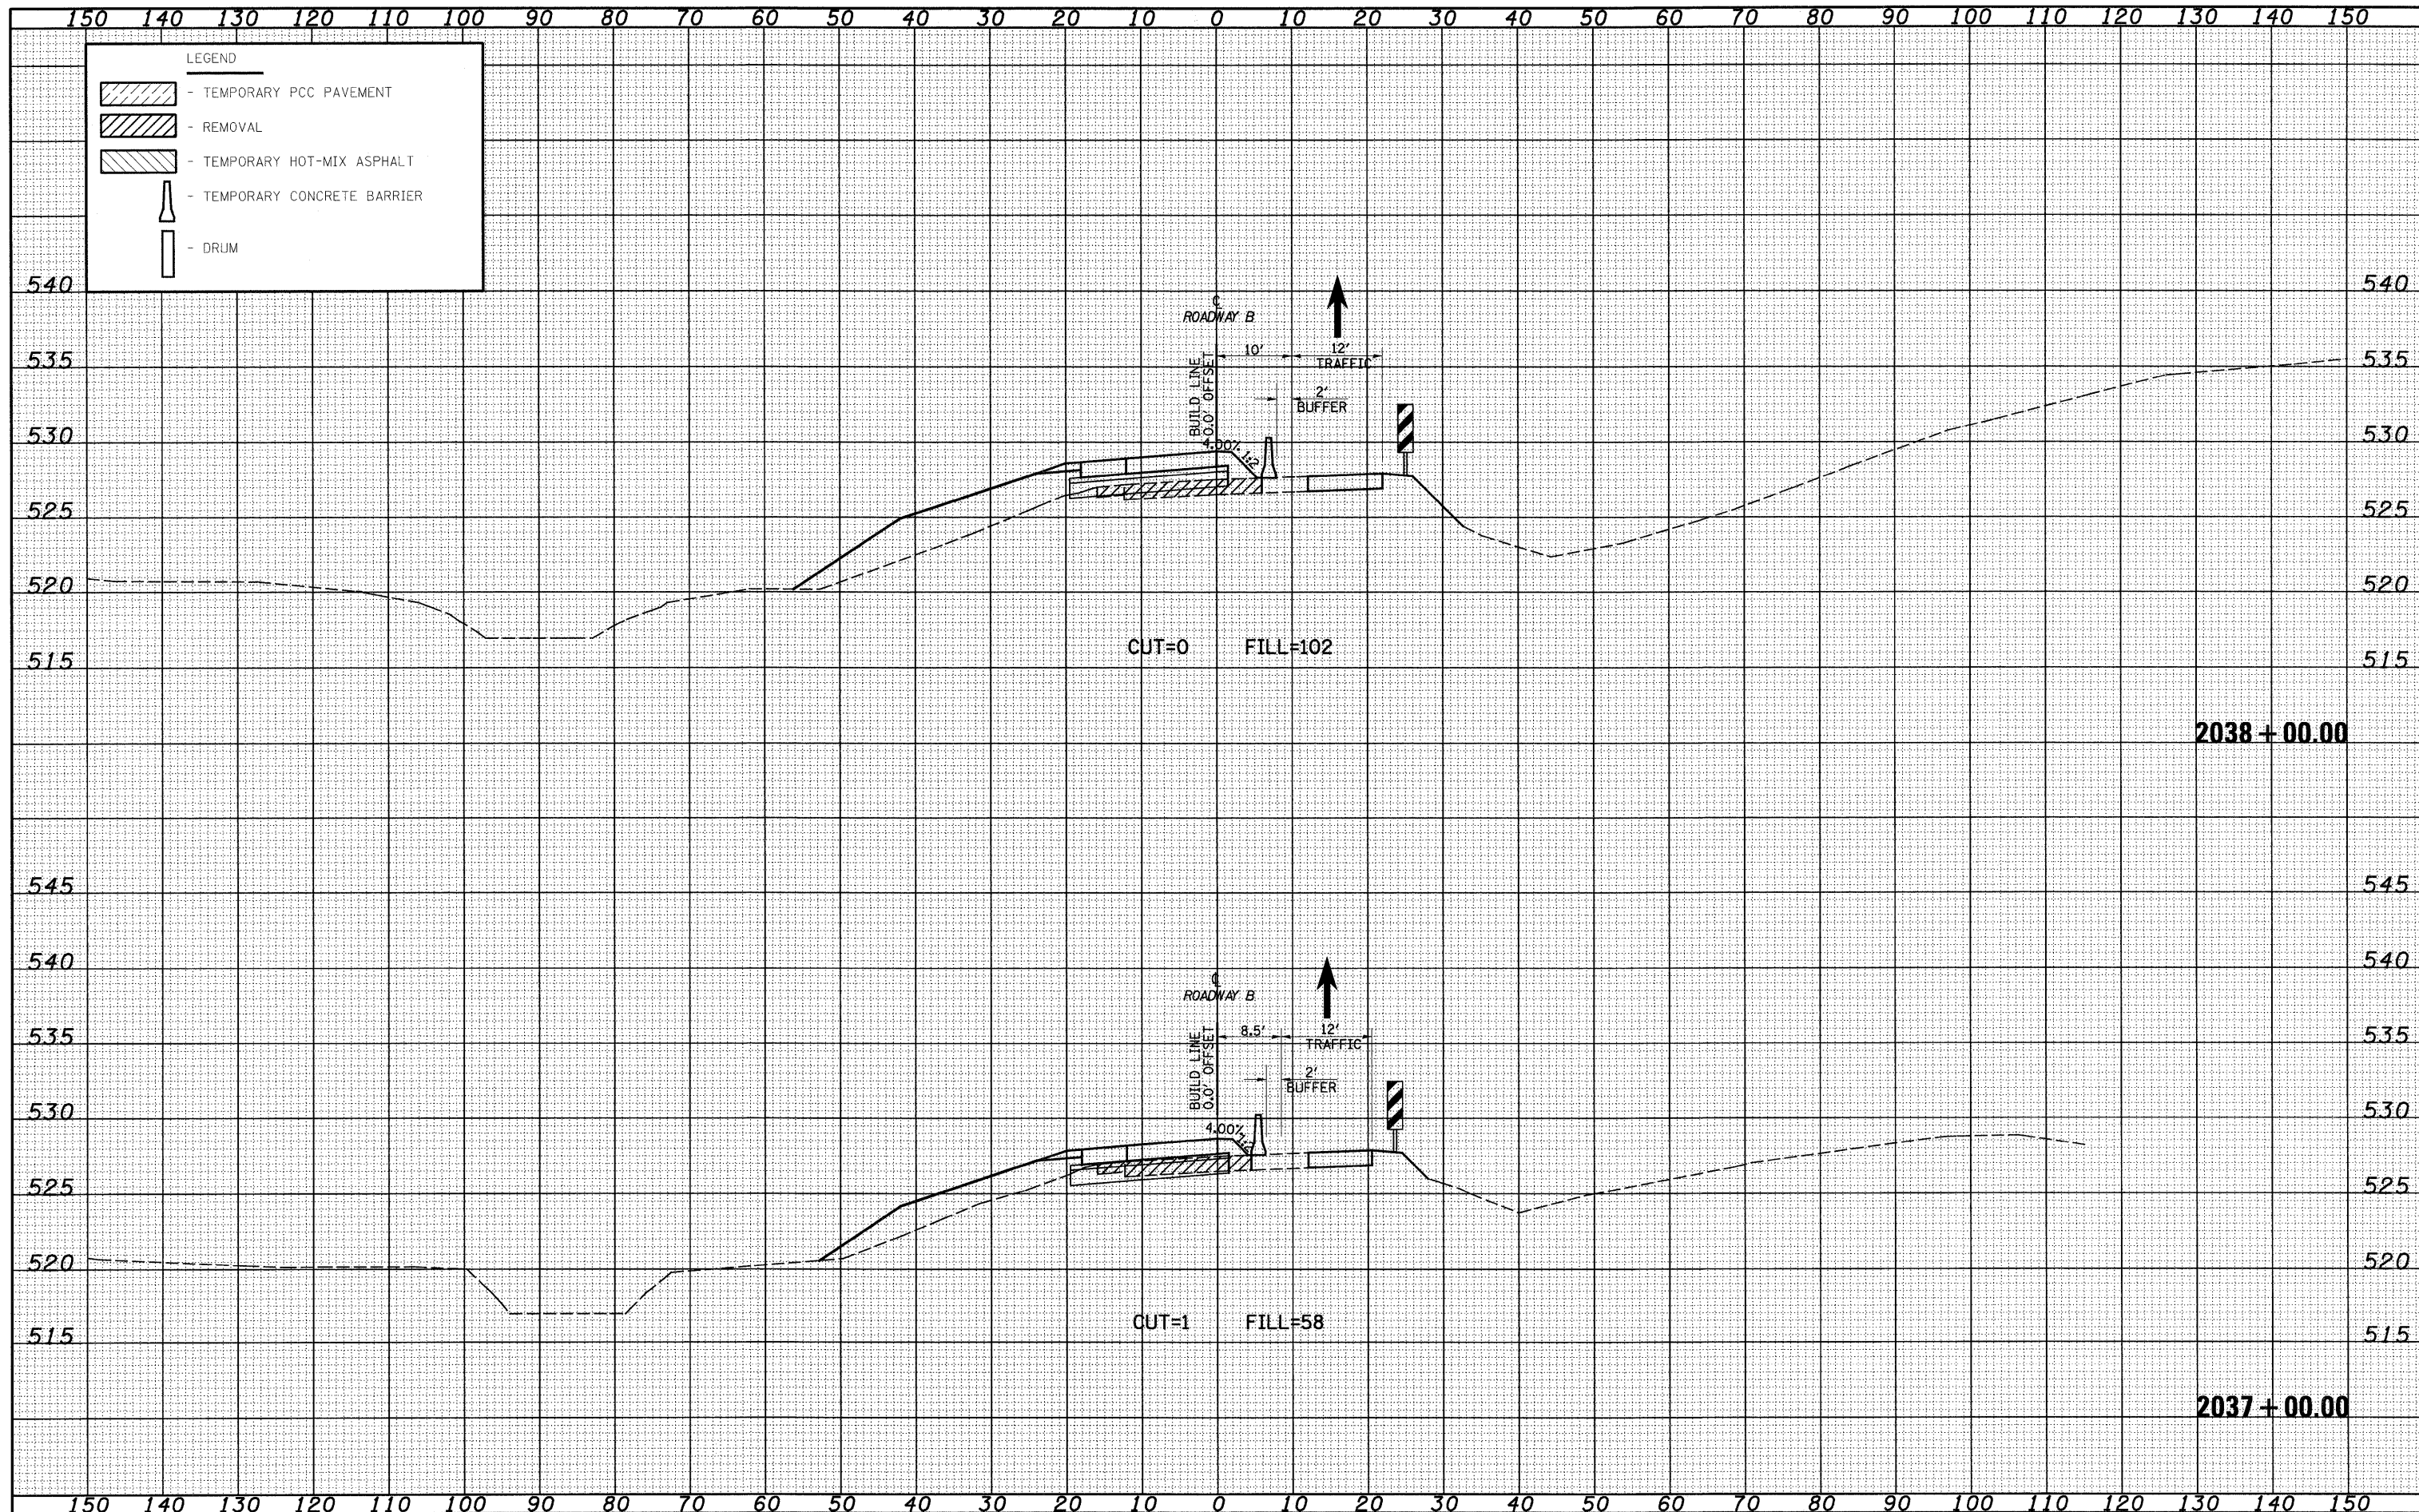 150 140 130 120 110 100 90 80 70 60 50 40 30 20 10 0 10 20 30 40 50 60 70 80 90 100 110 120 130 140 150
LEGEND
- TEMPORARY PCC PAVEMENT
- REMOVAL
- TEMPORARY HOT-MIX ASPHALT
- TEMPORARY CONCRETE BARRIER
- DRUM
540 540
℄
ROADWAY B
10' 12'
TRAFFIC
535 535
BUILD LINE
0.0' OFFSET
2'
BUFFER
530 530
4.00% 1:2
525 525
520 520
CUT=0 FILL=102
515 515
2038+00.00
545 545
540 540
℄
ROADWAY B
8.5' 12'
TRAFFIC
535 535
BUILD LINE
0.0' OFFSET
2'
BUFFER
530 530
4.00% 1:2
525 525
520 520
CUT=1 FILL=58
515 515
2037+00.00
150 140 130 120 110 100 90 80 70 60 50 40 30 20 10 0 10 20 30 40 50 60 70 80 90 100 110 120 130 140 150